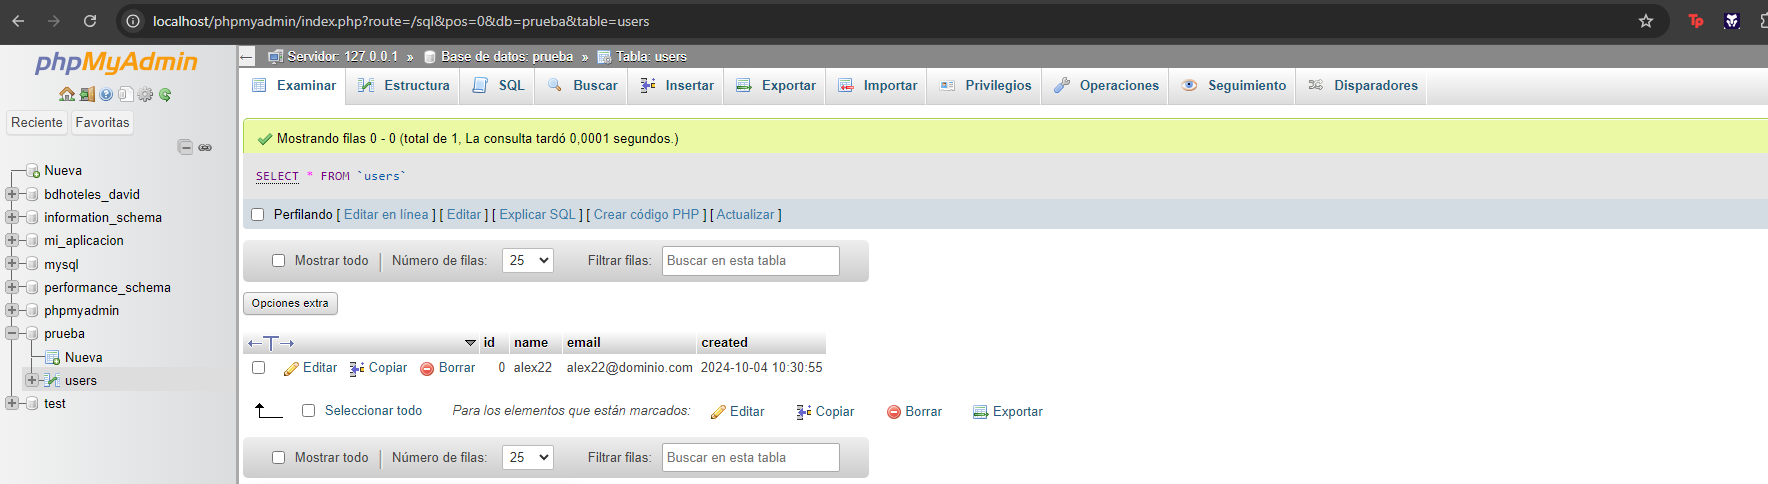 localhost/phpmyadmin/index.php?route=/sql&pos=0&db=prueba&table=users
Tp
phpMyAdmin
Reciente Favoritas
Nueva
bdhoteles_david
information_schema
mi_aplicacion
mysql
performance_schema
phpmyadmin
prueba
Nueva
users
test
Servidor: 127.0.0.1 » Base de datos: prueba » Tabla: users
Examinar Estructura SQL Buscar Insertar Exportar Importar Privilegios Operaciones Seguimiento Disparadores
Mostrando filas 0 - 0 (total de 1, La consulta tardó 0,0001 segundos.)
SELECT * FROM `users`
Perfilando [ Editar en línea ] [ Editar ] [ Explicar SQL ] [ Crear código PHP ] [ Actualizar ]
Mostrar todo | Número de filas: 25 Filtrar filas: Buscar en esta tabla
Opciones extra
id name email created
Editar Copiar Borrar 0 alex22 alex22@dominio.com 2024-10-04 10:30:55
Seleccionar todo Para los elementos que están marcados: Editar Copiar Borrar Exportar
Mostrar todo | Número de filas: 25 Filtrar filas: Buscar en esta tabla